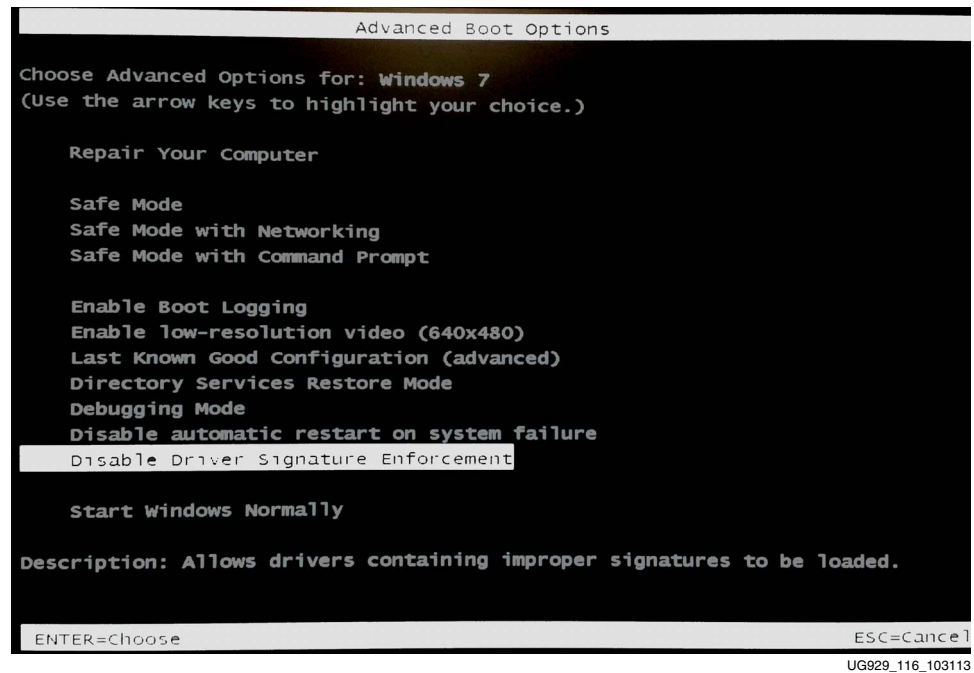 Advanced Boot Options
Choose Advanced Options for: Windows 7
(Use the arrow keys to highlight your choice.)
Repair Your Computer
Safe Mode
Safe Mode with Networking
Safe Mode with Command Prompt
Enable Boot Logging
Enable low-resolution video (640x480)
Last Known Good Configuration (advanced)
Directory Services Restore Mode
Debugging Mode
Disable automatic restart on system failure
Disable Driver Signature Enforcement
Start Windows Normally
Description: Allows drivers containing improper signatures to be loaded.
ENTER=Choose ESC=Cancel
UG929_116_103113